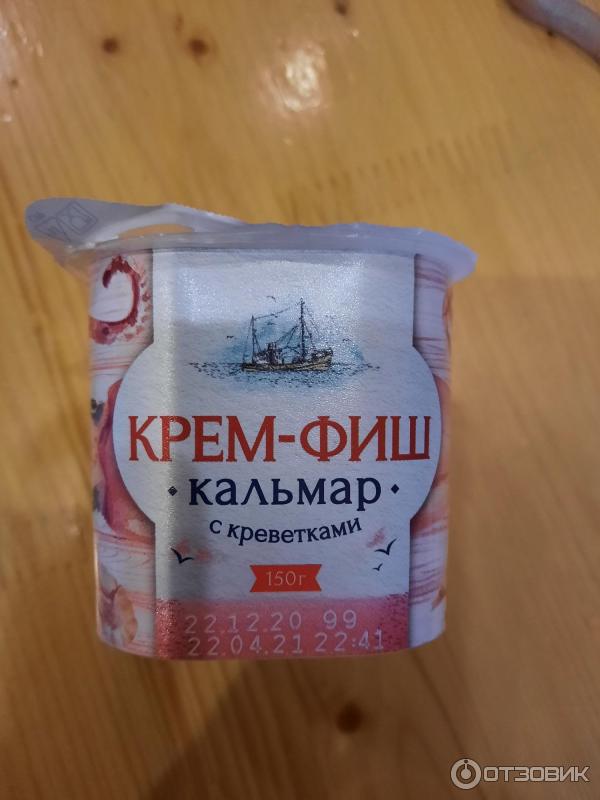 КРЕМ-ФИШ
• кальмар •
с креветками
150г
22.12.20 99
22.04.21 22:41
ОТЗОВИК